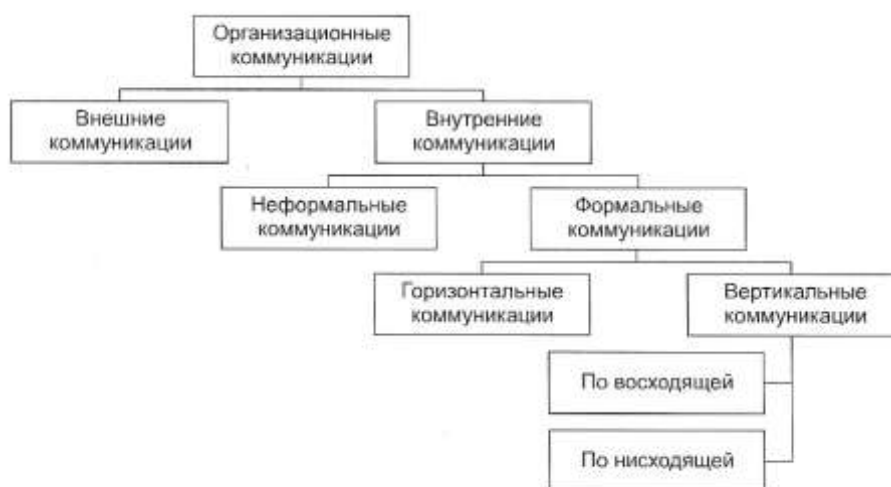 Организационные
коммуникации
Внешние
коммуникации
Внутренние
коммуникации
Неформальные
коммуникации
Формальные
коммуникации
Горизонтальные
коммуникации
Вертикальные
коммуникации
По восходящей
По нисходящей